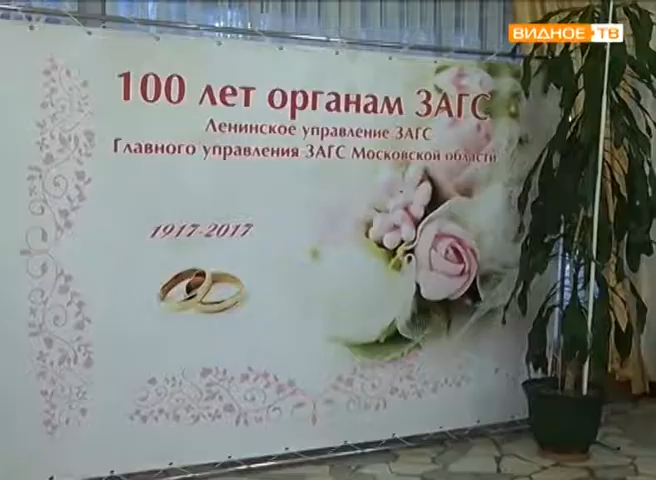 ВИДНОЕ-ТВ
100 лет органам ЗАГС
Ленинское управление ЗАГС
Главного управления ЗАГС Московской области
1917-2017